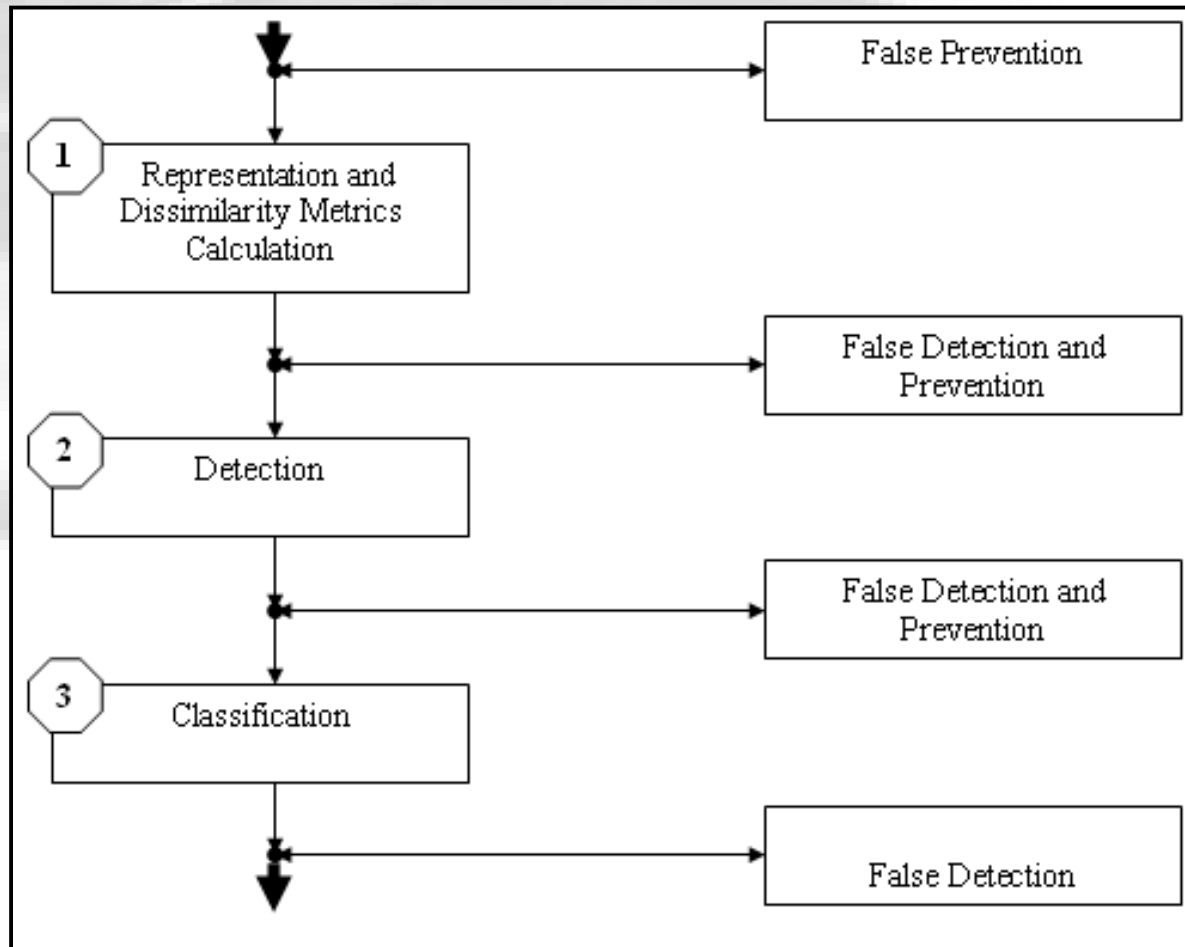 False Prevention
1
Representation and
Dissimilarity Metrics
Calculation
False Detection and
Prevention
2
Detection
False Detection and
Prevention
3
Classification
False Detection